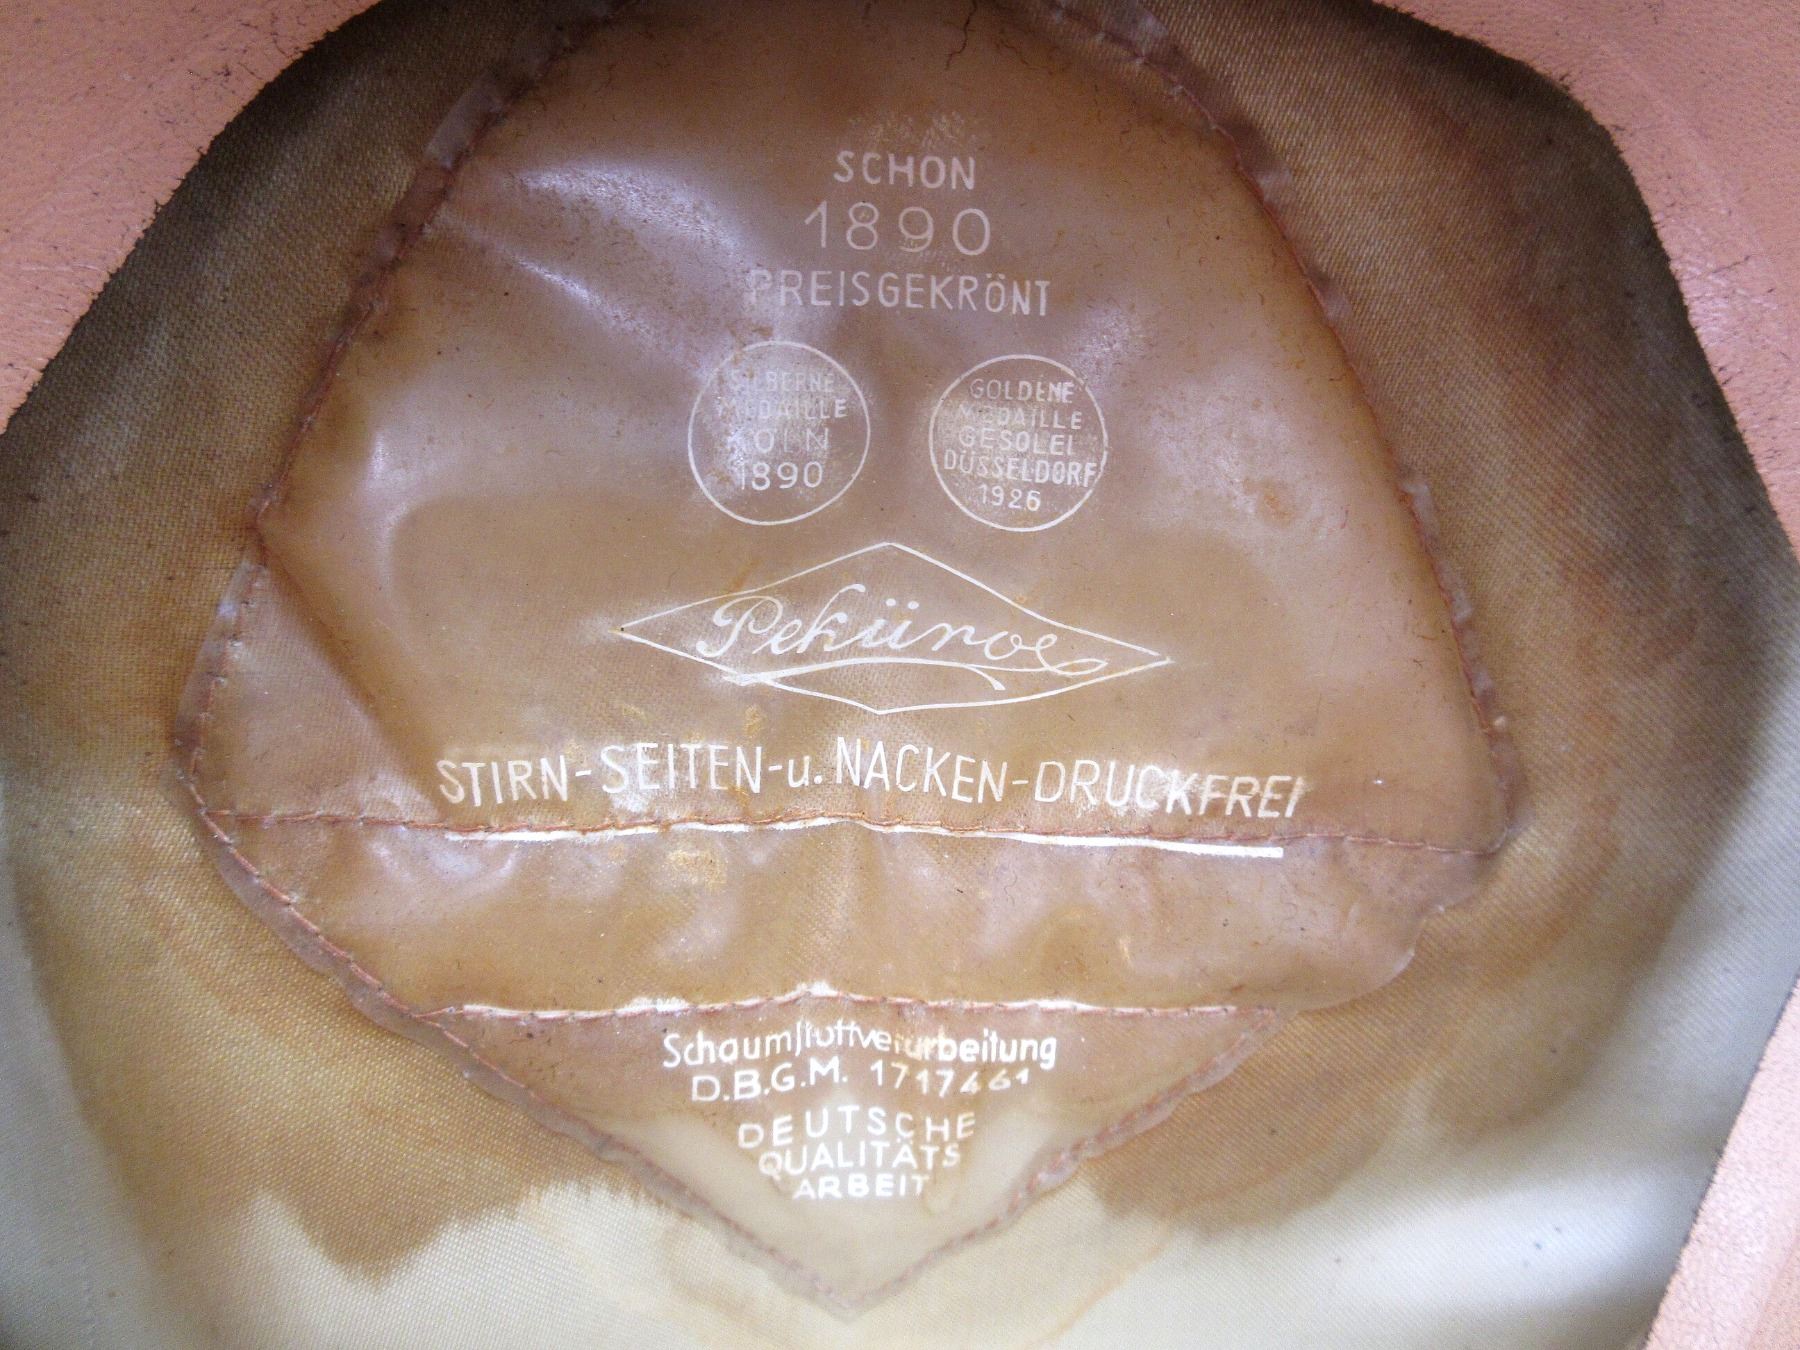 SCHON
1890
PREISGEKRÖNT
SILBERNE
MEDAILLE
KÖLN
1890
GOLDENE
MEDAILLE
GESOLEI
DÜSSELDORF
1926
Peküro
STIRN-SEITEN-u. NACKEN-DRUCKFREI
Schaumstoffverarbeitung
D.B.G.M. 1717461
DEUTSCHE
QUALITÄTS
ARBEIT